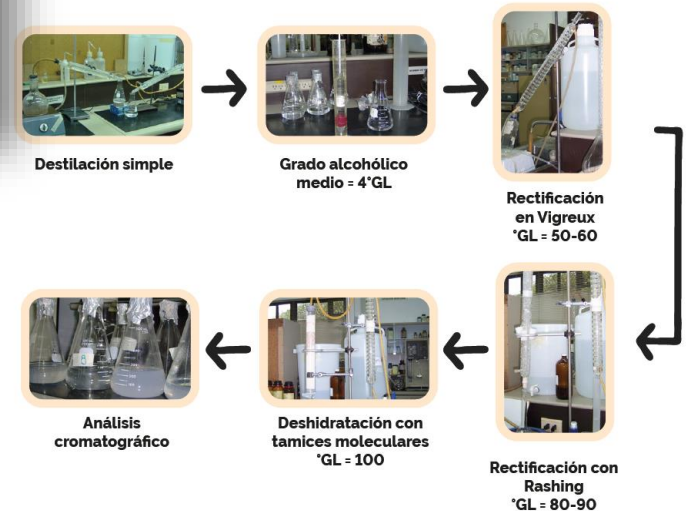 Destilación simple
Grado alcohólico
medio = 4°GL
Rectificación
en Vigreux
°GL = 50-60
Rectificación con
Rashing
°GL = 80-90
Deshidratación con
tamices moleculares
°GL = 100
Análisis
cromatográfico